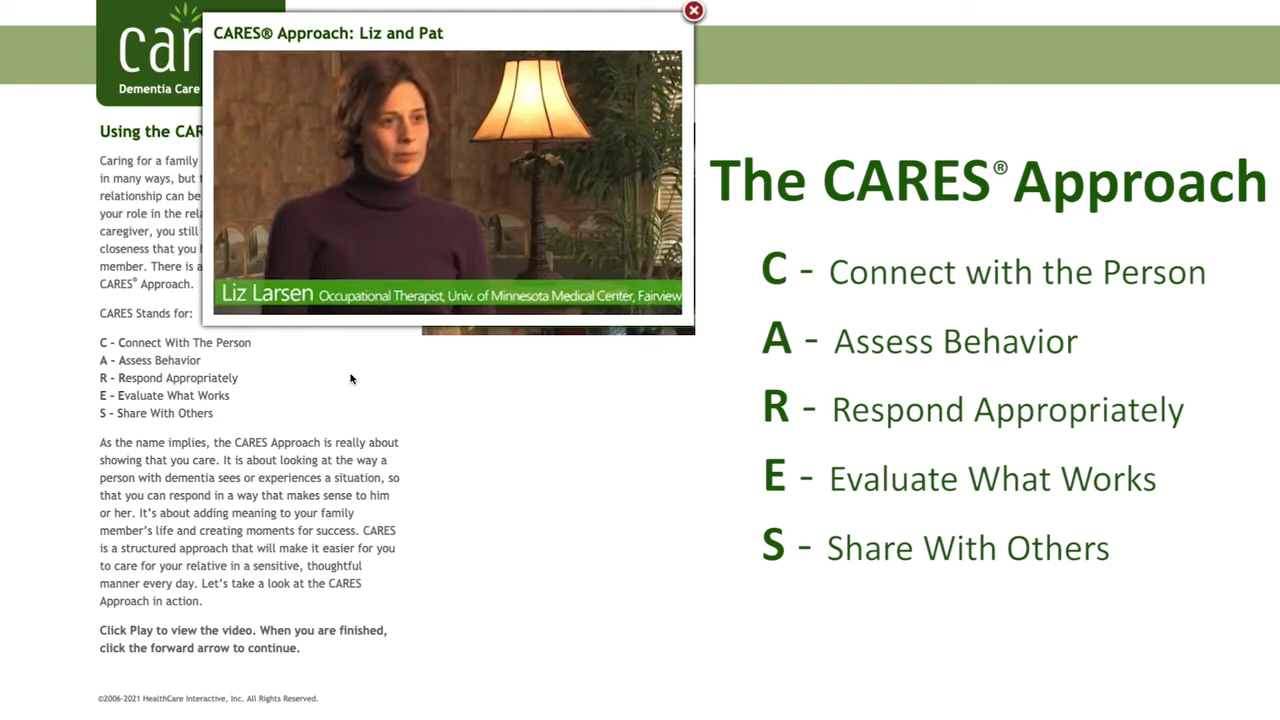 car
Dementia Care
CARES® Approach: Liz and Pat
Liz Larsen Occupational Therapist, Univ. of Minnesota Medical Center, Fairview
Using the CAR
Caring for a family
in many ways, but
relationship can be
your role in the
caregiver, you still
closeness that you
member. There is a
CARES® Approach.
CARES Stands for:
C - Connect With The Person
A - Assess Behavior
R - Respond Appropriately
E - Evaluate What Works
S - Share With Others
As the name implies, the CARES Approach is really about
showing that you care. It is about looking at the way a
person with dementia sees or experiences a situation, so
that you can respond in a way that makes sense to him
or her. It's about adding meaning to your family
member's life and creating moments for success. CARES
is a structured approach that will make it easier for you
to care for your relative in a sensitive, thoughtful
manner every day. Let's take a look at the CARES
Approach in action.
Click Play to view the video. When you are finished,
click the forward arrow to continue.
©2006-2021 HealthCare Interactive, Inc. All Rights Reserved.
The CARES® Approach
C - Connect with the Person
A - Assess Behavior
R - Respond Appropriately
E - Evaluate What Works
S - Share With Others